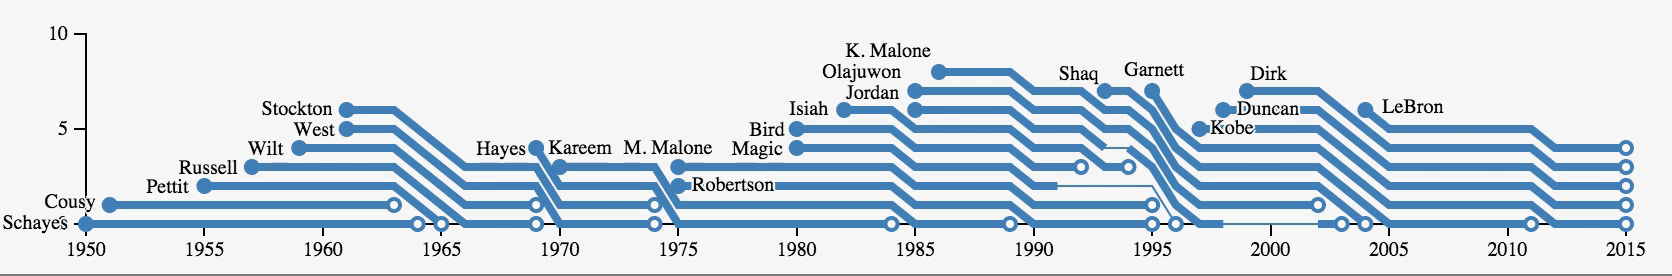 10
K. Malone
Olajuwon
Shaq
Garnett
Dirk
Jordan
Stockton
Isiah
Duncan
LeBron
5
West
Bird
Kobe
Wilt
Hayes
Kareem
M. Malone
Magic
Russell
Pettit
Robertson
Cousy
Schayes
1950 1955 1960 1965 1970 1975 1980 1985 1990 1995 2000 2005 2010 2015